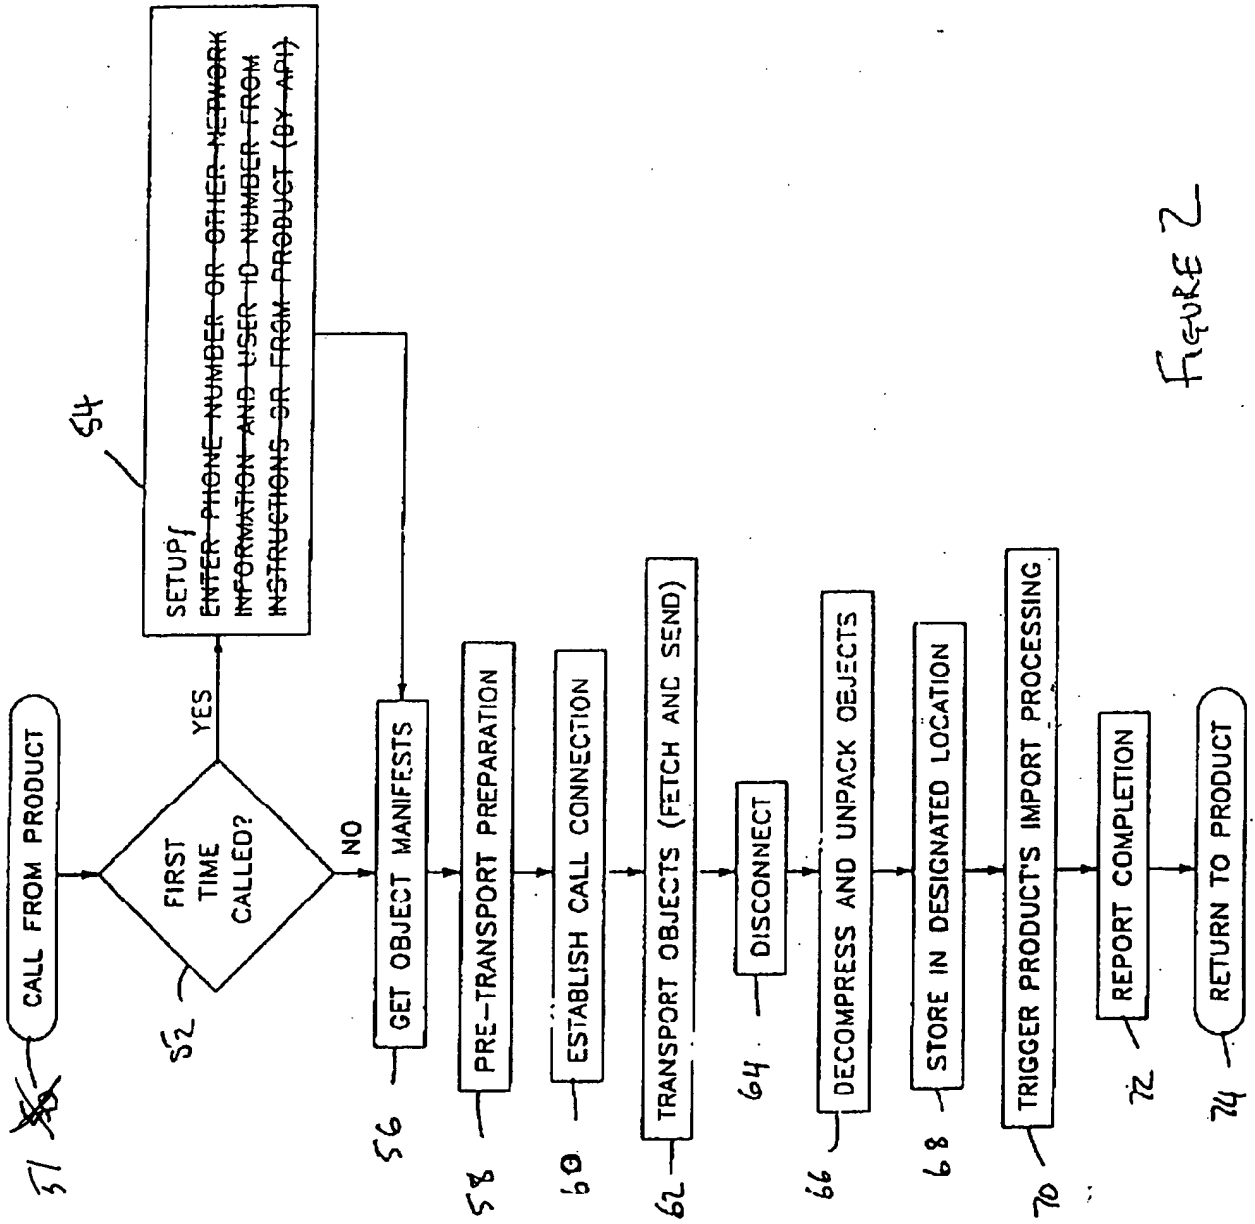 51 50
CALL FROM PRODUCT
52
FIRST
TIME
CALLED?
YES
NO
54
SETUP
ENTER PHONE NUMBER OR OTHER NETWORK
INFORMATION AND USER ID NUMBER FROM
INSTRUCTIONS OR FROM PRODUCT (BY API)
56
GET OBJECT MANIFESTS
58
PRE-TRANSPORT PREPARATION
60
ESTABLISH CALL CONNECTION
62
TRANSPORT OBJECTS (FETCH AND SEND)
64
DISCONNECT
66
DECOMPRESS AND UNPACK OBJECTS
68
STORE IN DESIGNATED LOCATION
70
TRIGGER PRODUCTS IMPORT PROCESSING
72
REPORT COMPLETION
74
RETURN TO PRODUCT
FIGURE 2